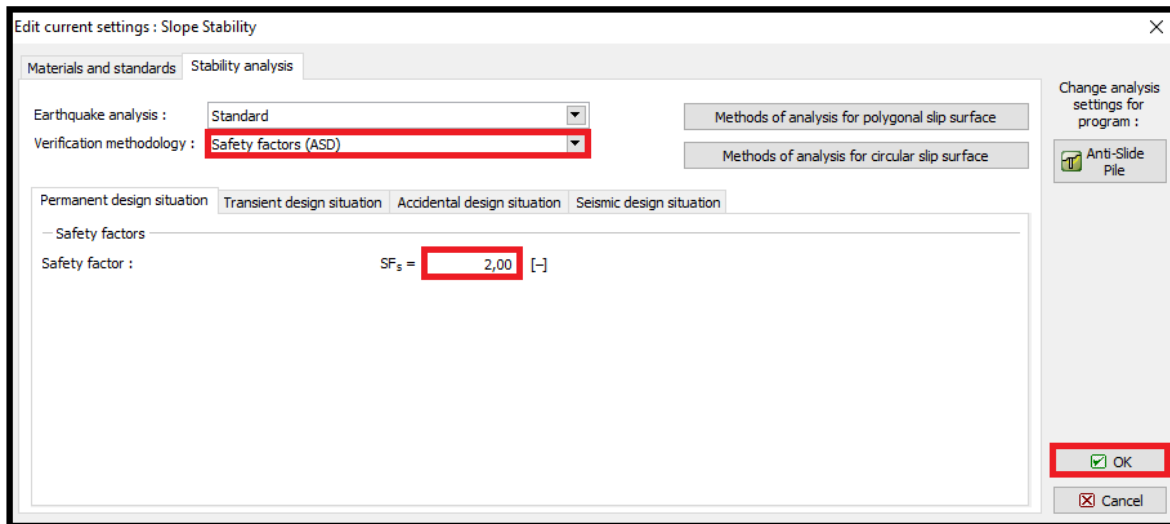 Edit current settings : Slope Stability
Materials and standards
Stability analysis
Earthquake analysis :
Standard
Verification methodology :
Safety factors (ASD)
Methods of analysis for polygonal slip surface
Methods of analysis for circular slip surface
Change analysis
settings for
program :
Anti-Slide
Pile
Permanent design situation
Transient design situation
Accidental design situation
Seismic design situation
Safety factors
Safety factor :
SFs =
2,00
[–]
OK
Cancel